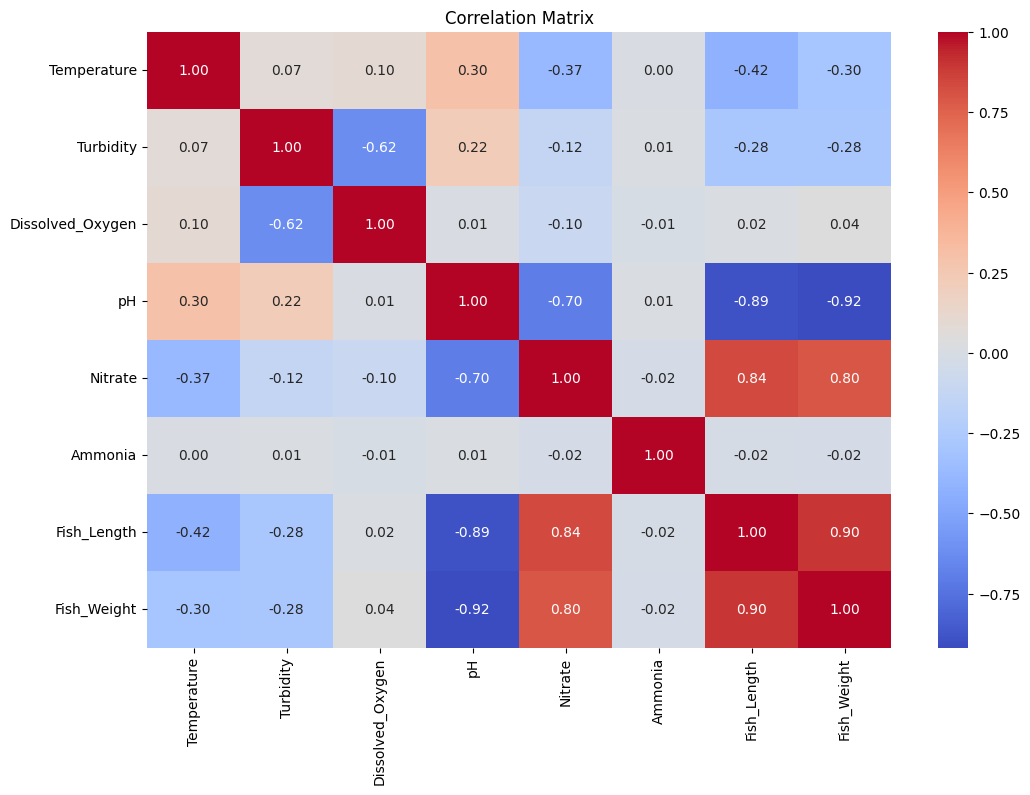 Correlation Matrix
Temperature 1.00 0.07 0.10 0.30 -0.37 0.00 -0.42 -0.30
Turbidity 0.07 1.00 -0.62 0.22 -0.12 0.01 -0.28 -0.28
Dissolved_Oxygen 0.10 -0.62 1.00 0.01 -0.10 -0.01 0.02 0.04
pH 0.30 0.22 0.01 1.00 -0.70 0.01 -0.89 -0.92
Nitrate -0.37 -0.12 -0.10 -0.70 1.00 -0.02 0.84 0.80
Ammonia 0.00 0.01 -0.01 0.01 -0.02 1.00 -0.02 -0.02
Fish_Length -0.42 -0.28 0.02 -0.89 0.84 -0.02 1.00 0.90
Fish_Weight -0.30 -0.28 0.04 -0.92 0.80 -0.02 0.90 1.00
Temperature
Turbidity
Dissolved_Oxygen
pH
Nitrate
Ammonia
Fish_Length
Fish_Weight
1.00
0.75
0.50
0.25
0.00
−0.25
−0.50
−0.75